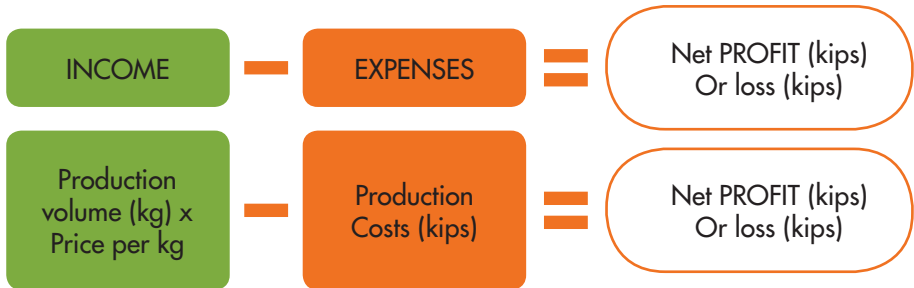 INCOME
EXPENSES
Net PROFIT (kips)
Or loss (kips)
Production
volume (kg) x
Price per kg
Production
Costs (kips)
Net PROFIT (kips)
Or loss (kips)